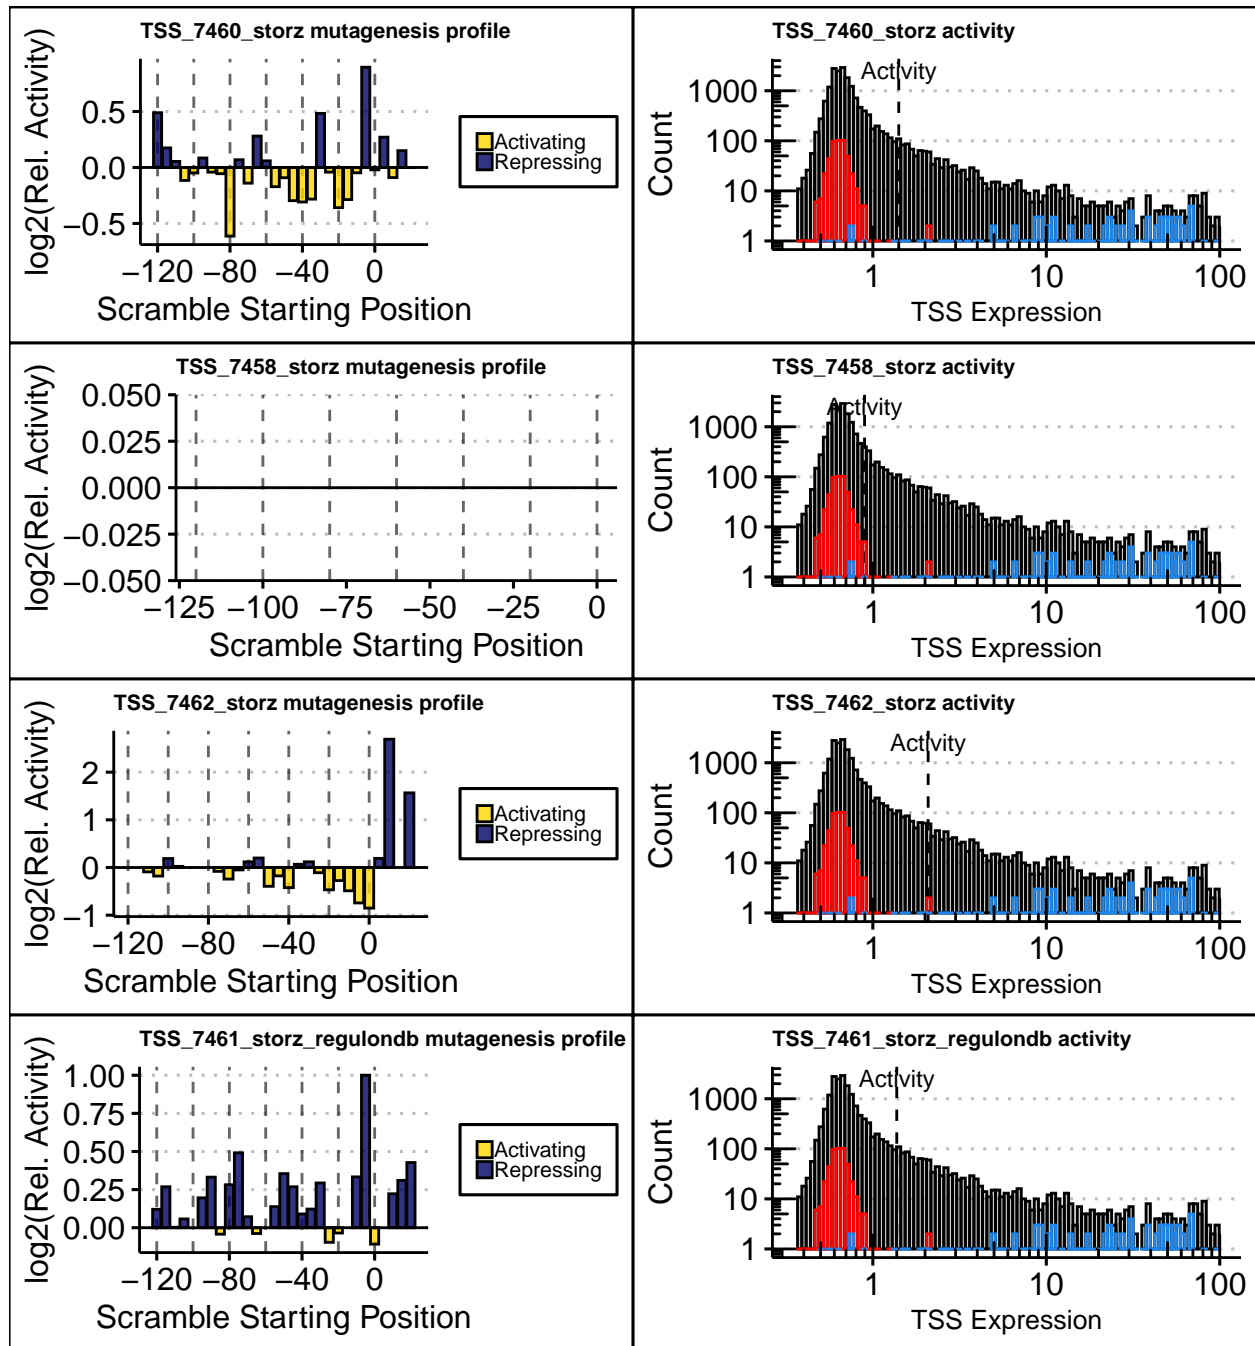 TSS_7460_storz mutagenesis profile
log2(Rel. Activity)
0.5
0.0
−0.5
−120 −80 −40 0
Scramble Starting Position
Activating
Repressing
TSS_7460_storz activity
Activity
Count
1000
100
10
1
1 10 100
TSS Expression
TSS_7458_storz mutagenesis profile
log2(Rel. Activity)
0.050
0.025
0.000
−0.025
−0.050
−125 −100 −75 −50 −25 0
Scramble Starting Position
TSS_7458_storz activity
Activity
Count
1000
100
10
1
1 10 100
TSS Expression
TSS_7462_storz mutagenesis profile
log2(Rel. Activity)
2
1
0
−1
−120 −80 −40 0
Scramble Starting Position
Activating
Repressing
TSS_7462_storz activity
Activity
Count
1000
100
10
1
1 10 100
TSS Expression
TSS_7461_storz_regulondb mutagenesis profile
log2(Rel. Activity)
1.00
0.75
0.50
0.25
0.00
−120 −80 −40 0
Scramble Starting Position
Activating
Repressing
TSS_7461_storz_regulondb activity
Activity
Count
1000
100
10
1
1 10 100
TSS Expression